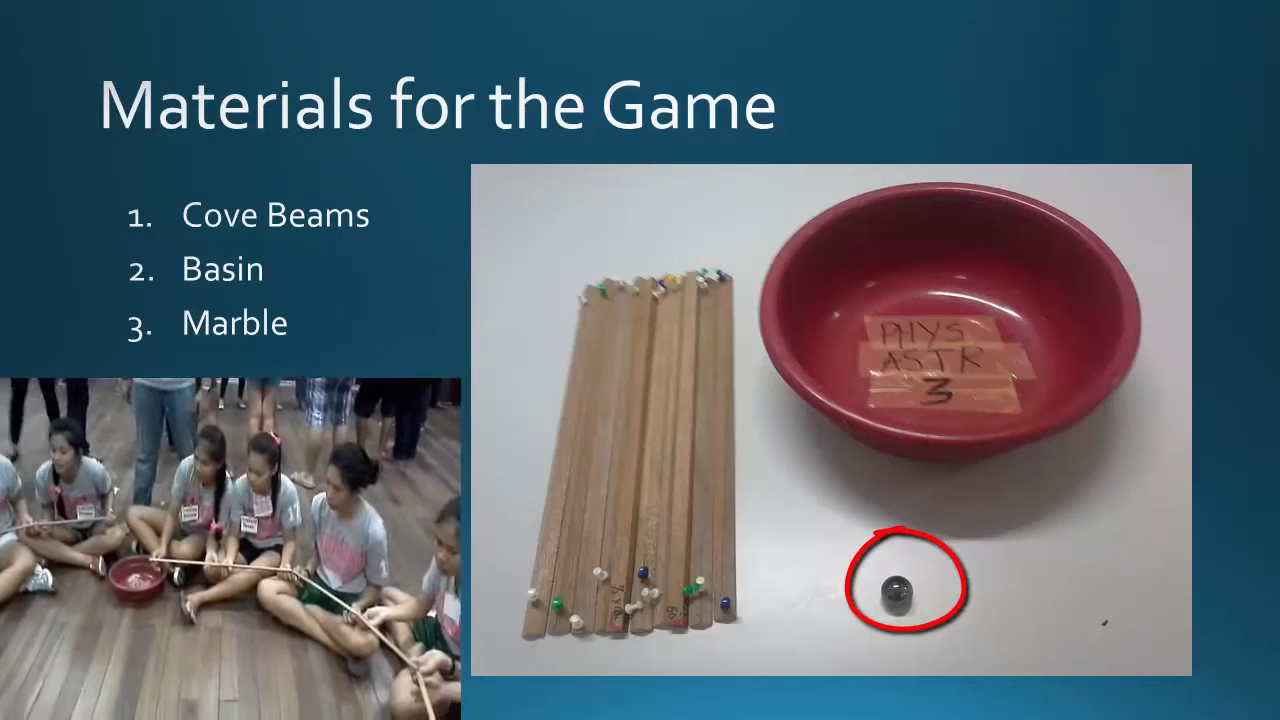 Materials for the Game
1. Cove Beams
2. Basin
3. Marble
PHYS
ASTR
3